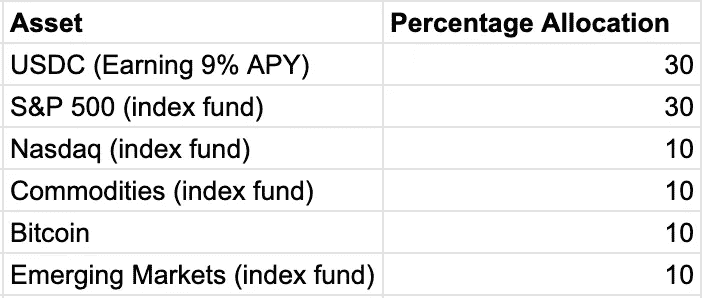 Asset Percentage Allocation
USDC (Earning 9% APY) 30
S&P 500 (index fund) 30
Nasdaq (index fund) 10
Commodities (index fund) 10
Bitcoin 10
Emerging Markets (index fund) 10